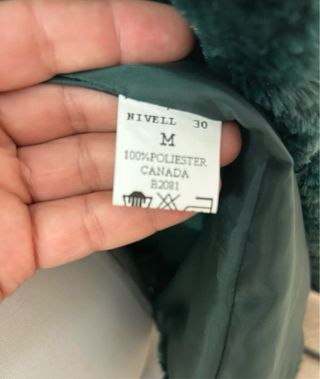 NIVELL 30
M
100%POLIESTER
CANADA
B2081